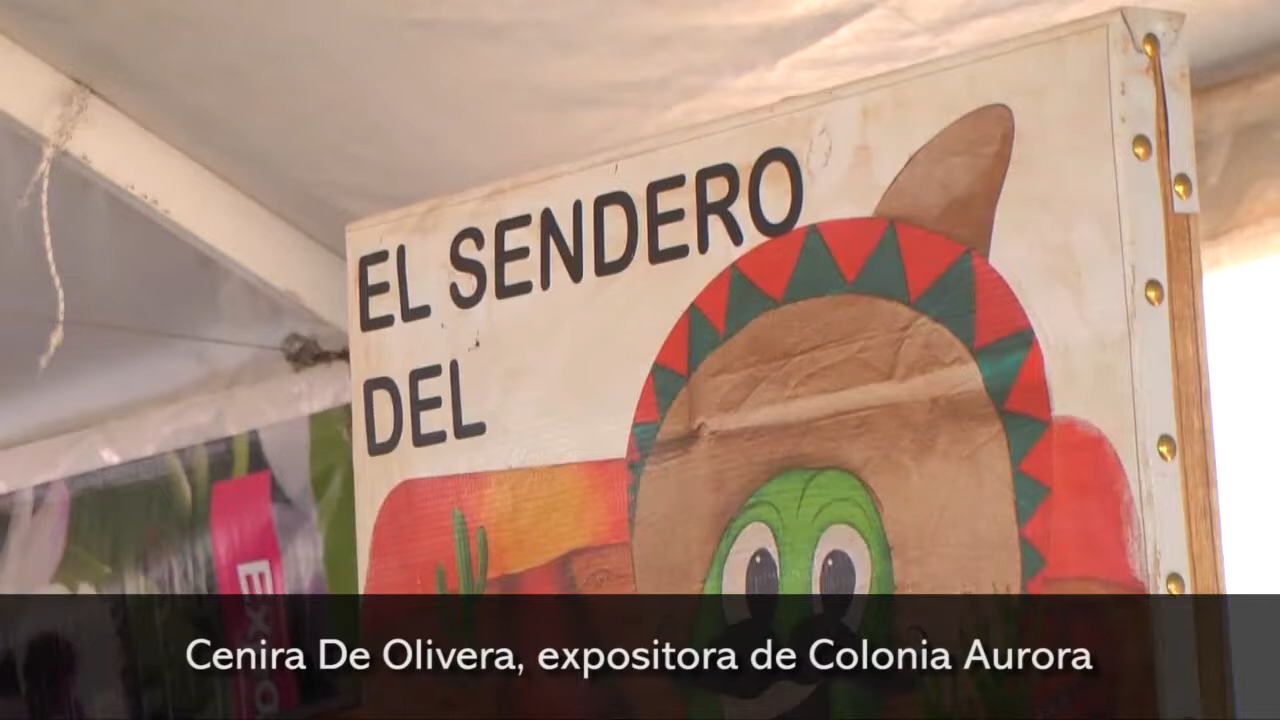 EL SENDERO
DEL
Cenira De Olivera, expositora de Colonia Aurora